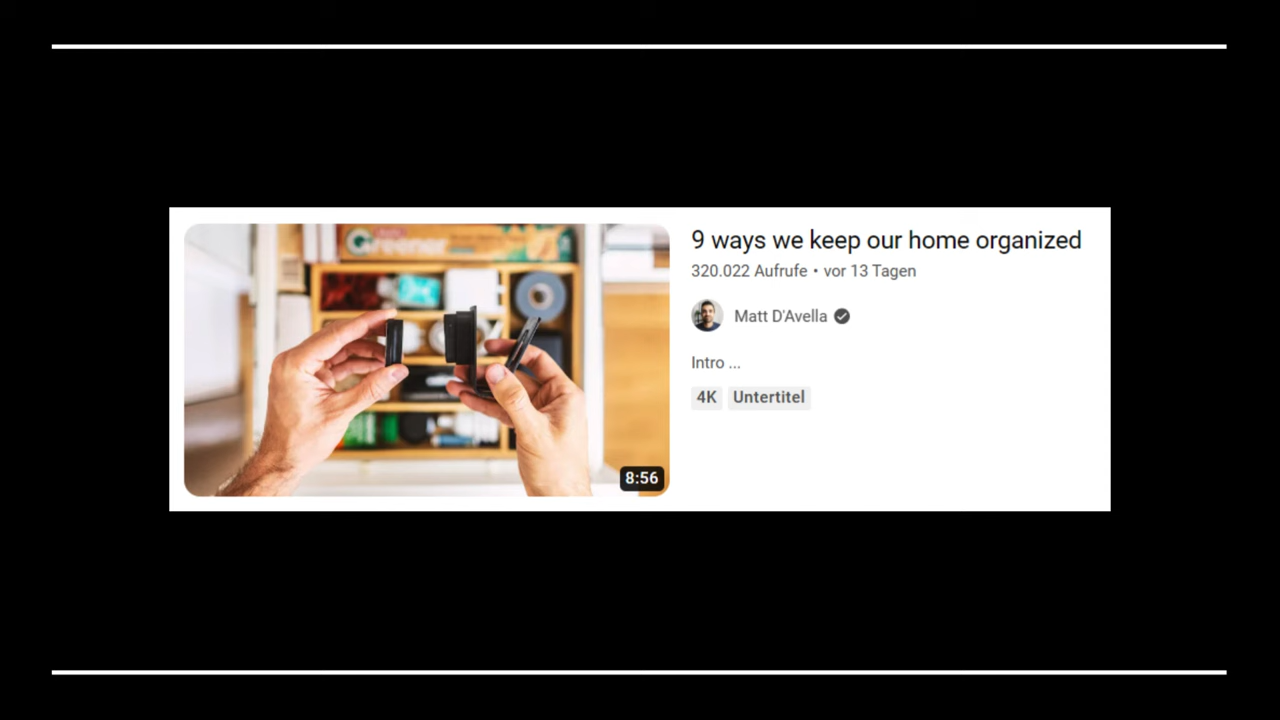 Greener
9 ways we keep our home organized
320.022 Aufrufe • vor 13 Tagen
Matt D'Avella
Intro ...
4K Untertitel
8:56